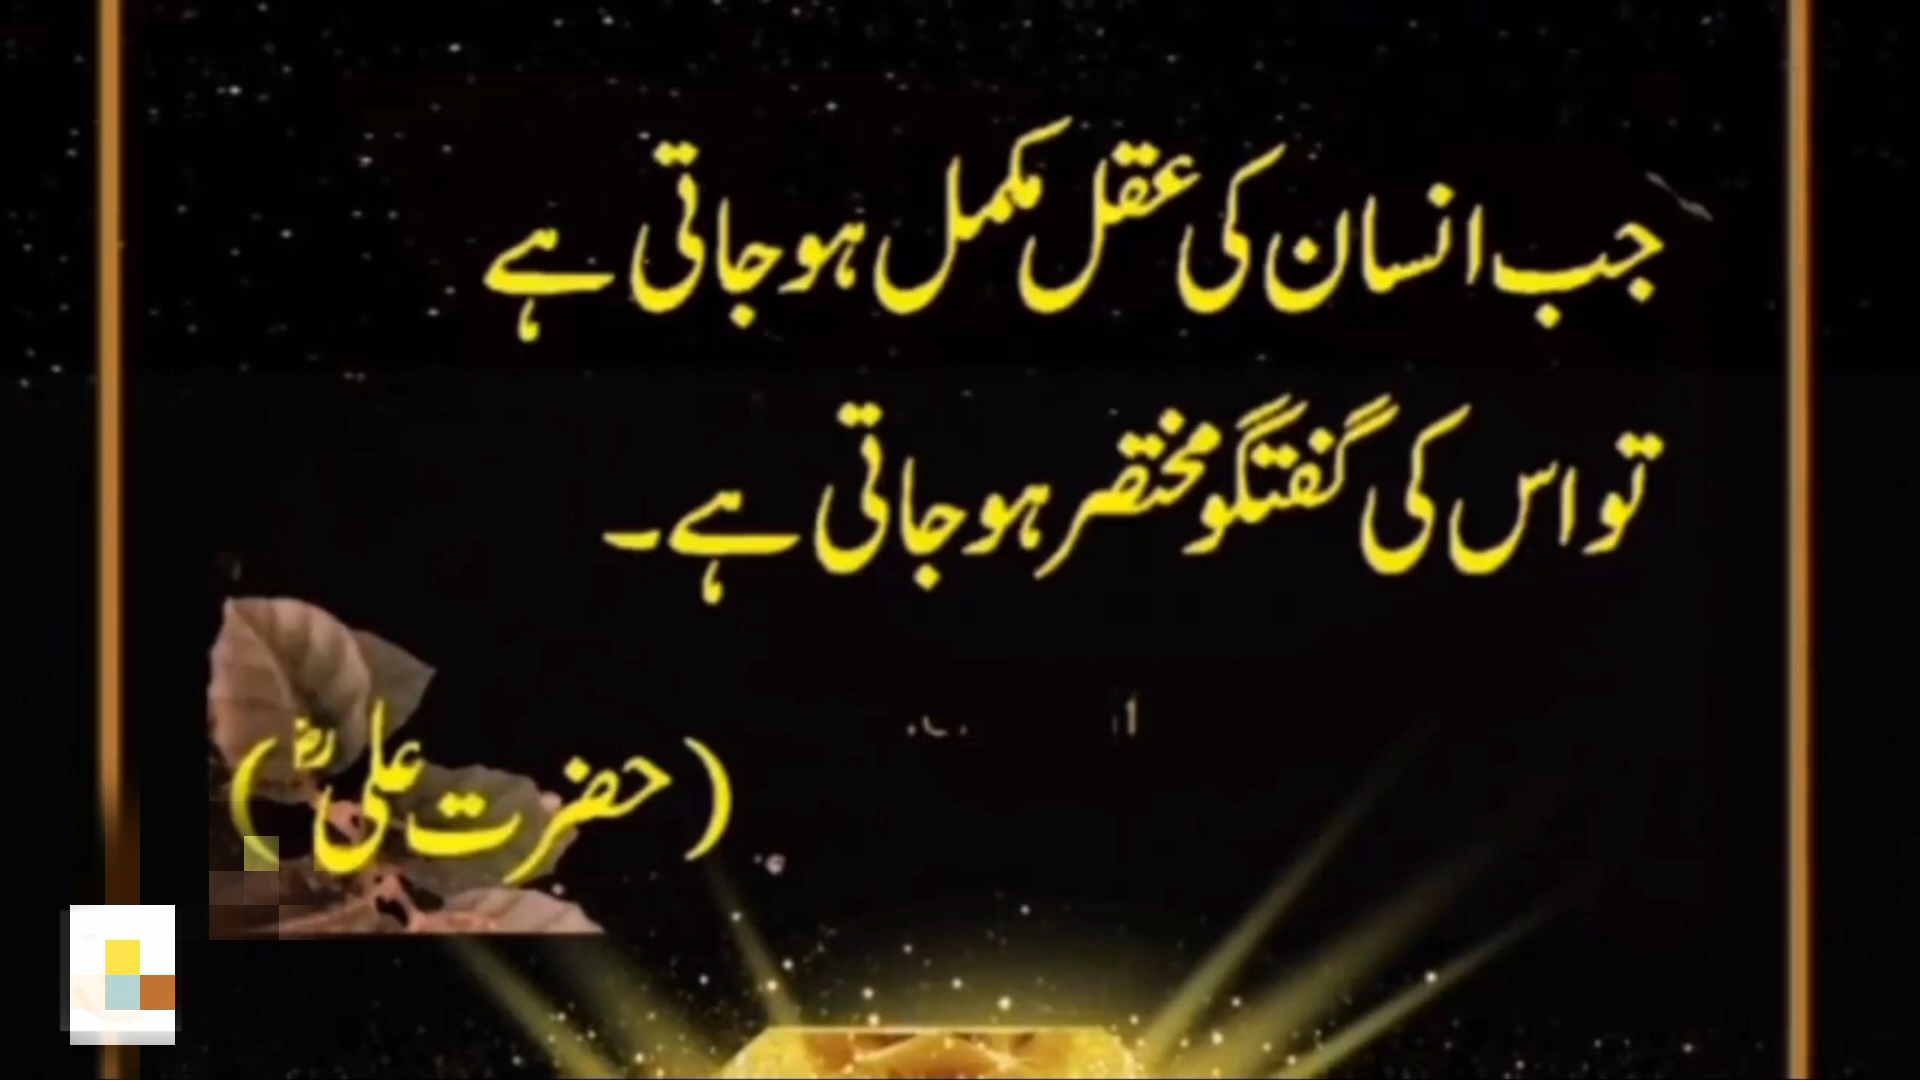 جب انسان کی عقل مکمل ہو جاتی ہے
تو اس کی گفتگو مختصر ہو جاتی ہے۔
(حضرت علیؓ)